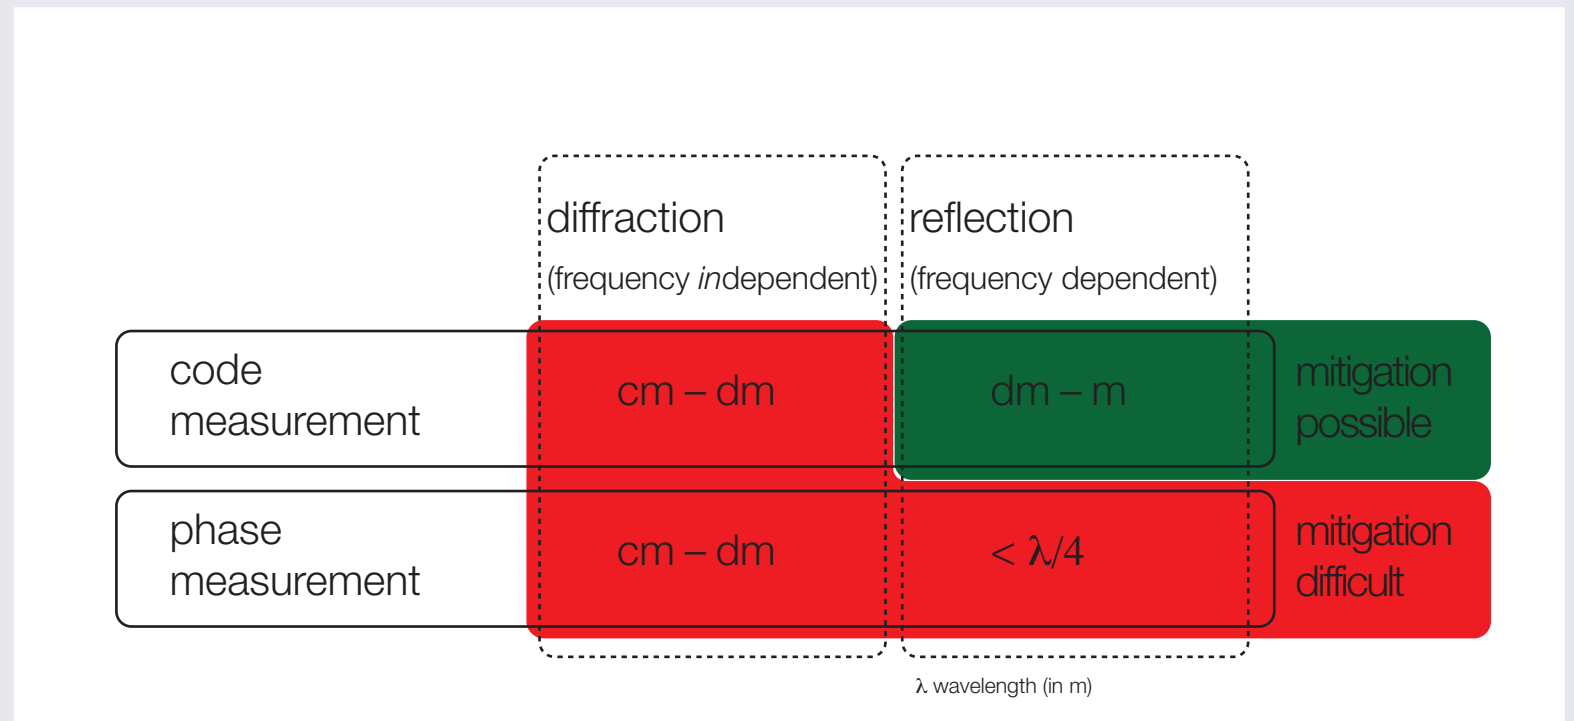 diffraction
(frequency independent)
reflection
(frequency dependent)
code
measurement
cm – dm
dm – m
mitigation
possible
phase
measurement
cm – dm
< λ/4
mitigation
difficult
λ wavelength (in m)